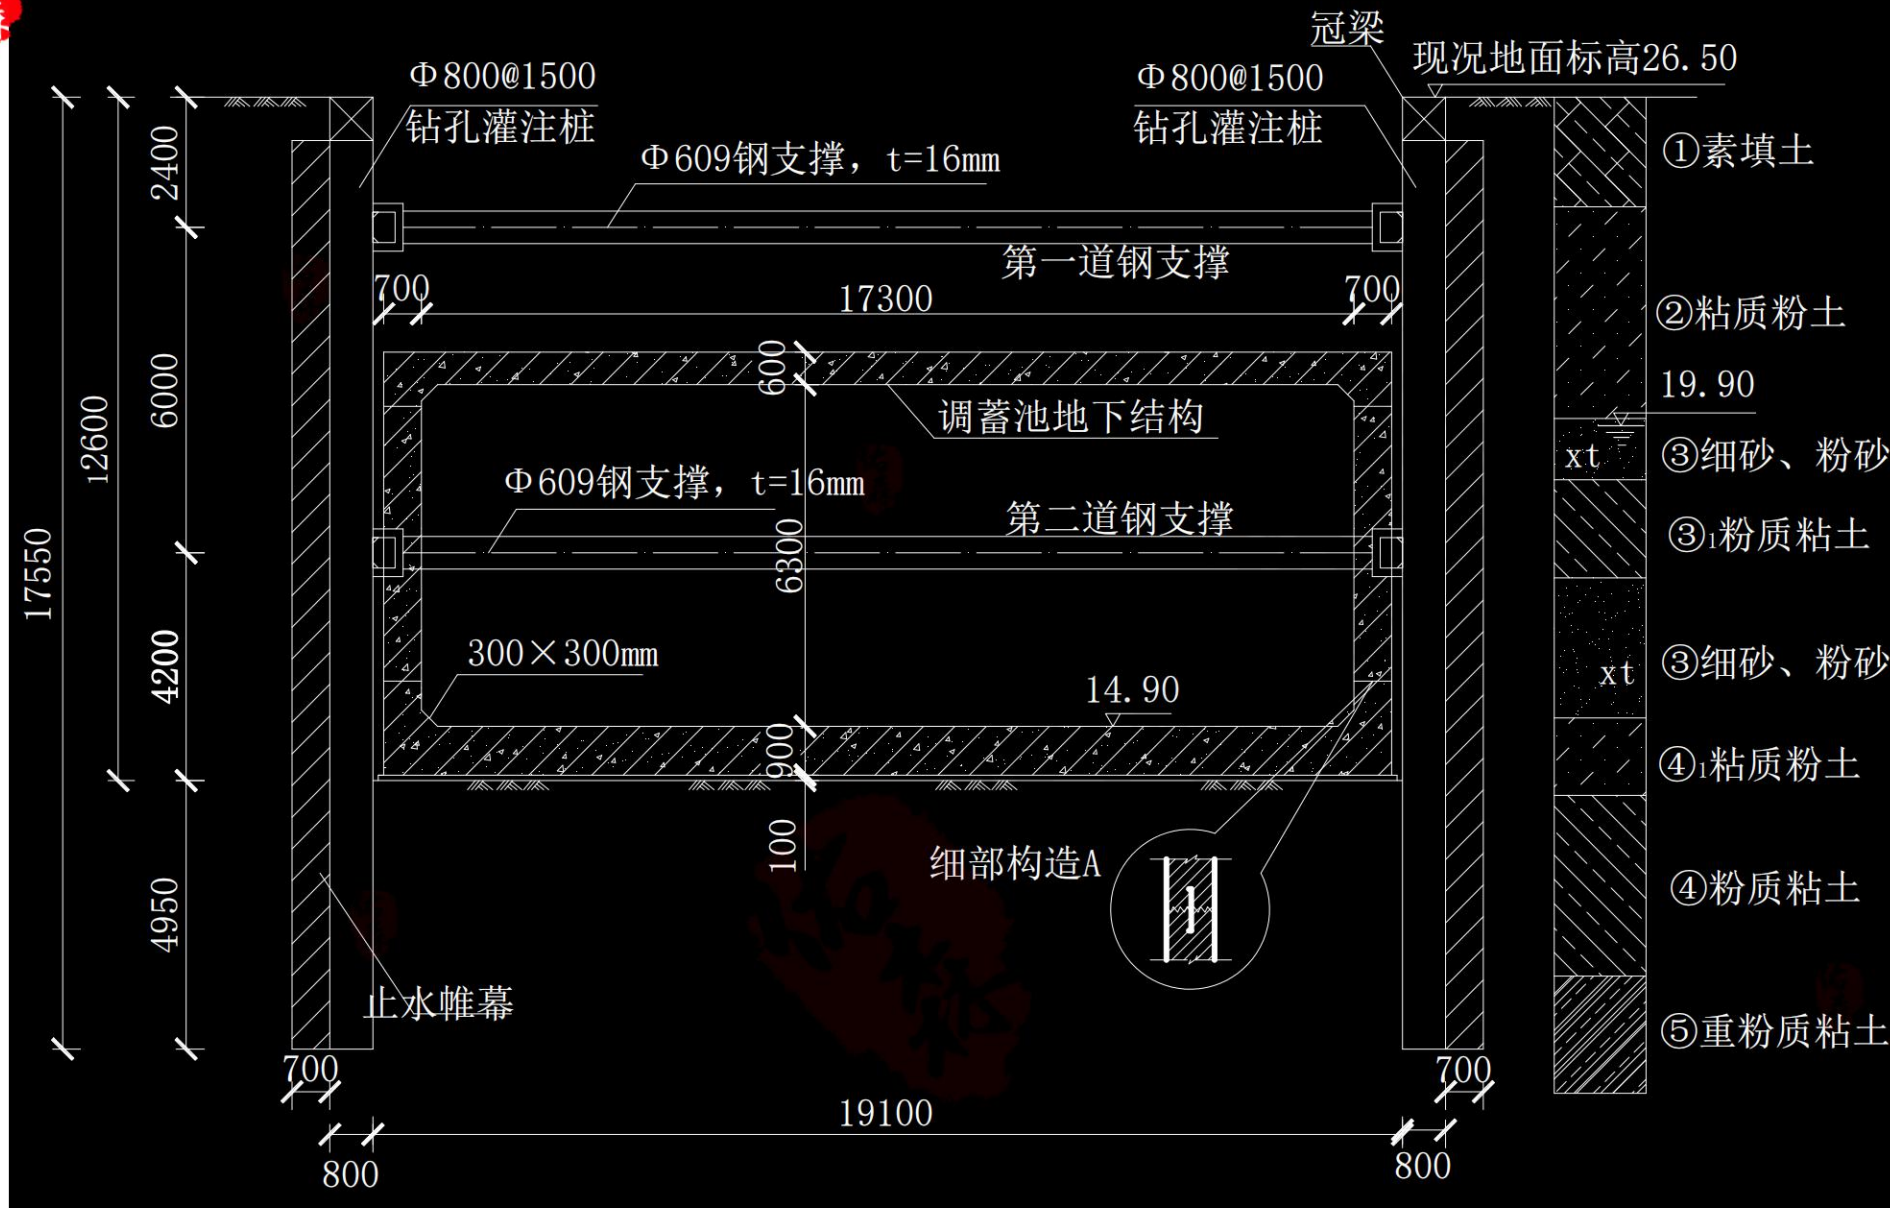 冠梁
现况地面标高26.50
Φ800@1500
钻孔灌注桩
Φ800@1500
钻孔灌注桩
Φ609钢支撑，t=16mm
第一道钢支撑
700
17300
700
600
调蓄池地下结构
Φ609钢支撑，t=16mm
第二道钢支撑
6300
300×300mm
14.90
900
100
细部构造A
止水帷幕
2400
6000
4200
4950
12600
17550
700
800
19100
700
800
①素填土
②粘质粉土
19.90
xt
③细砂、粉砂
③1粉质粘土
xt
③细砂、粉砂
④1粘质粉土
④粉质粘土
⑤重粉质粘土